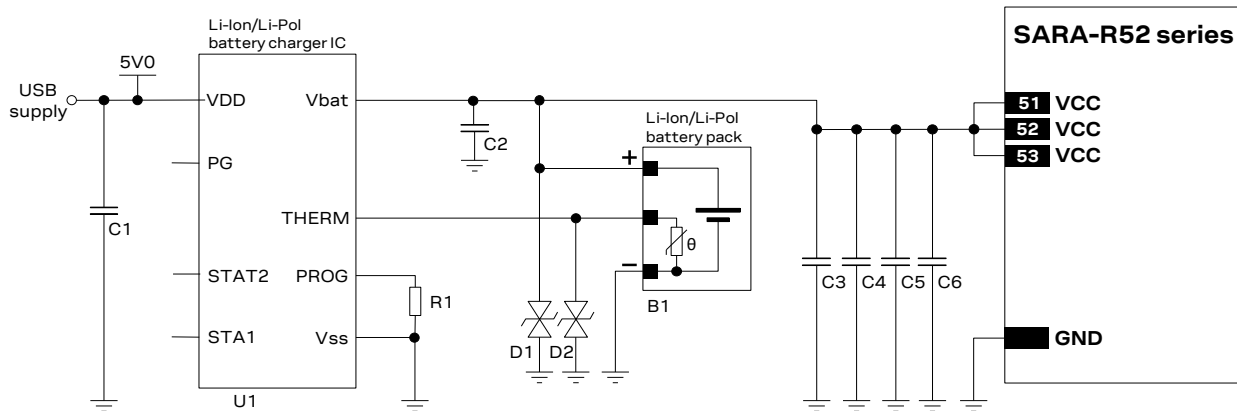 Li-Ion/Li-Pol
battery charger IC
SARA-R52 series
5V0
USB
supply
VDD
Vbat
51 VCC
52 VCC
53 VCC
Li-Ion/Li-Pol
battery pack
C2
PG
+
THERM
C1
θ
STAT2
PROG
–
C3
C4
C5
C6
R1
B1
STA1
Vss
D1
D2
GND
U1